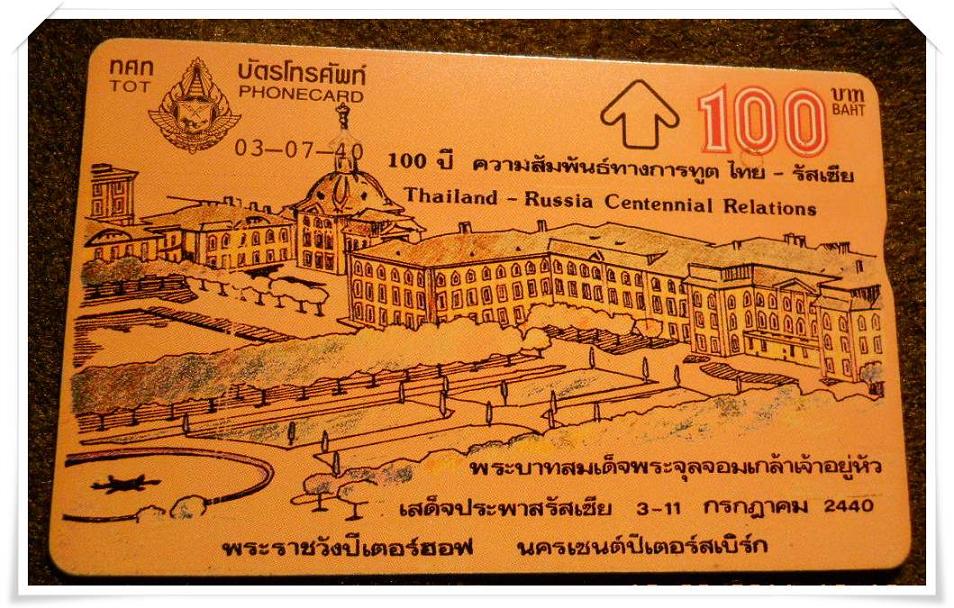 ทศท
TOT
บัตรโทรศัพท์
PHONECARD
03-07-40
100 บาท
BAHT
100 ปี ความสัมพันธ์ทางการทูต ไทย - รัสเซีย
Thailand - Russia Centennial Relations
พระบาทสมเด็จพระจุลจอมเกล้าเจ้าอยู่หัว
เสด็จประพาสรัสเซีย 3-11 กรกฎาคม 2440
พระราชวังปีเตอร์ฮอฟ นครเซนต์ปีเตอร์สเบิร์ก